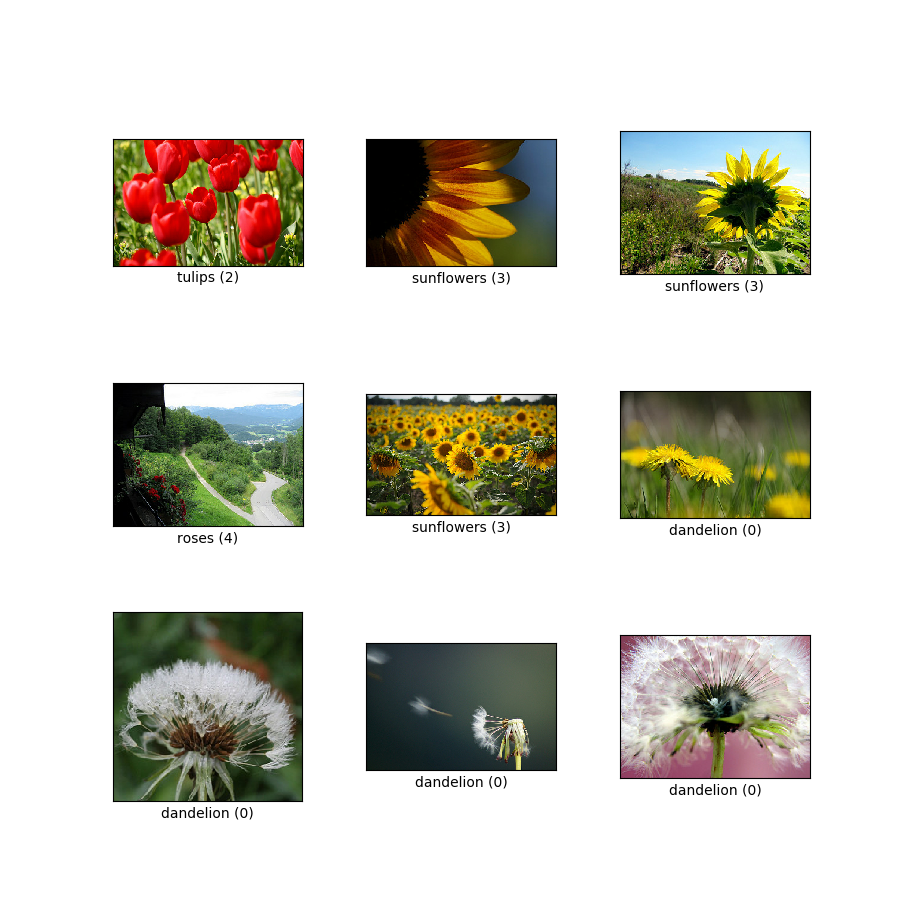 tulips (2)
sunflowers (3)
sunflowers (3)
roses (4)
sunflowers (3)
dandelion (0)
dandelion (0)
dandelion (0)
dandelion (0)